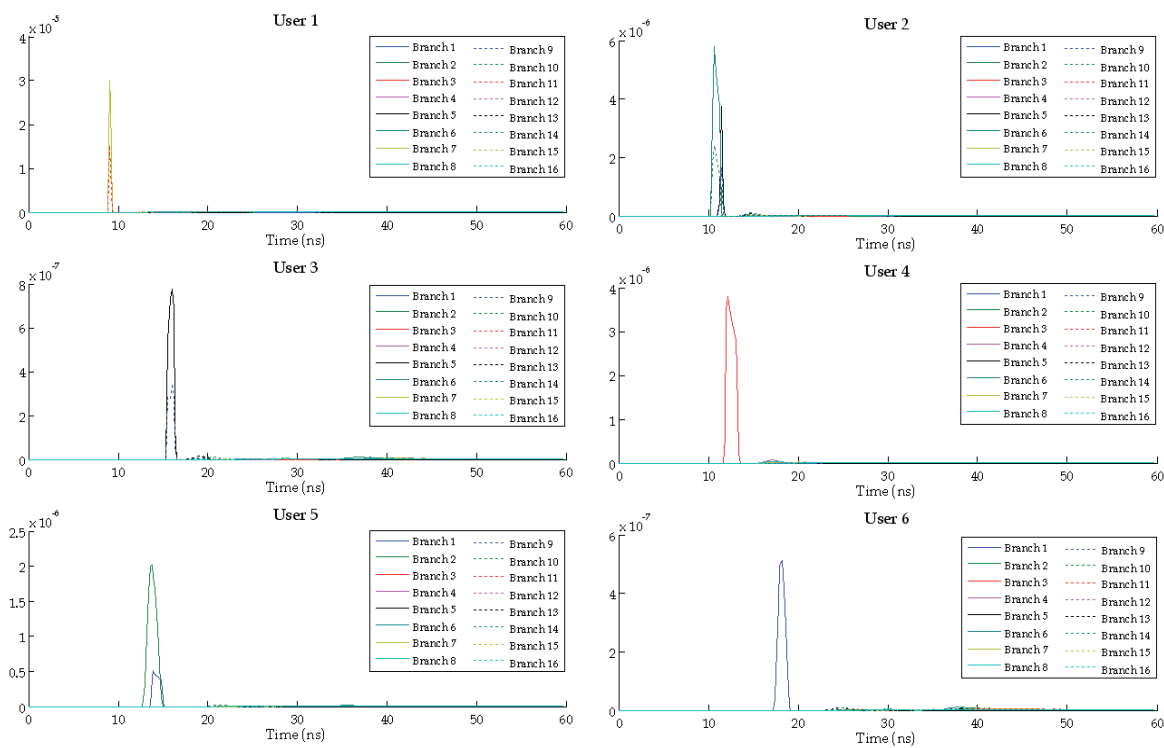 User 1
x 10⁻⁵
4
3
2
1
0
0 10 20 30 40 50 60
Time (ns)
Branch 1 Branch 9
Branch 2 Branch 10
Branch 3 Branch 11
Branch 4 Branch 12
Branch 5 Branch 13
Branch 6 Branch 14
Branch 7 Branch 15
Branch 8 Branch 16
User 2
x 10⁻⁶
6
4
2
0
0 10 20 30 40 50 60
Time (ns)
Branch 1 Branch 9
Branch 2 Branch 10
Branch 3 Branch 11
Branch 4 Branch 12
Branch 5 Branch 13
Branch 6 Branch 14
Branch 7 Branch 15
Branch 8 Branch 16
User 3
x 10⁻⁷
8
6
4
2
0
0 10 20 30 40 50 60
Time (ns)
Branch 1 Branch 9
Branch 2 Branch 10
Branch 3 Branch 11
Branch 4 Branch 12
Branch 5 Branch 13
Branch 6 Branch 14
Branch 7 Branch 15
Branch 8 Branch 16
User 4
x 10⁻⁶
4
3
2
1
0
0 10 20 30 40 50 60
Time (ns)
Branch 1 Branch 9
Branch 2 Branch 10
Branch 3 Branch 11
Branch 4 Branch 12
Branch 5 Branch 13
Branch 6 Branch 14
Branch 7 Branch 15
Branch 8 Branch 16
User 5
x 10⁻⁶
2.5
2
1.5
1
0.5
0
0 10 20 30 40 50 60
Time (ns)
Branch 1 Branch 9
Branch 2 Branch 10
Branch 3 Branch 11
Branch 4 Branch 12
Branch 5 Branch 13
Branch 6 Branch 14
Branch 7 Branch 15
Branch 8 Branch 16
User 6
x 10⁻⁷
6
4
2
0
0 10 20 30 40 50 60
Time (ns)
Branch 1 Branch 9
Branch 2 Branch 10
Branch 3 Branch 11
Branch 4 Branch 12
Branch 5 Branch 13
Branch 6 Branch 14
Branch 7 Branch 15
Branch 8 Branch 16